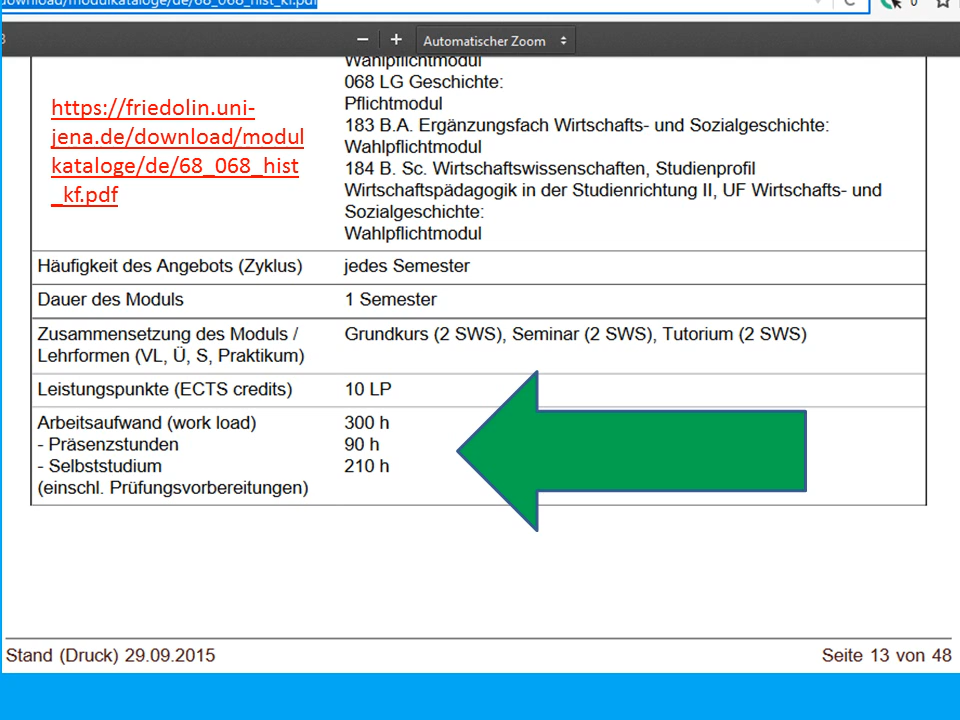 download/modulkataloge/de/68_068_hist_kf.pdf
Automatischer Zoom
https://friedolin.uni-
jena.de/download/modul
kataloge/de/68_068_hist
_kf.pdf
Wahlpflichtmodul
068 LG Geschichte:
Pflichtmodul
183 B.A. Ergänzungsfach Wirtschafts- und Sozialgeschichte:
Wahlpflichtmodul
184 B. Sc. Wirtschaftswissenschaften, Studienprofil
Wirtschaftspädagogik in der Studienrichtung II, UF Wirtschafts- und
Sozialgeschichte:
Wahlpflichtmodul
Häufigkeit des Angebots (Zyklus) jedes Semester
Dauer des Moduls 1 Semester
Zusammensetzung des Moduls / Grundkurs (2 SWS), Seminar (2 SWS), Tutorium (2 SWS)
Lehrformen (VL, Ü, S, Praktikum)
Leistungspunkte (ECTS credits) 10 LP
Arbeitsaufwand (work load) 300 h
- Präsenzstunden 90 h
- Selbststudium 210 h
(einschl. Prüfungsvorbereitungen)
Stand (Druck) 29.09.2015 Seite 13 von 48